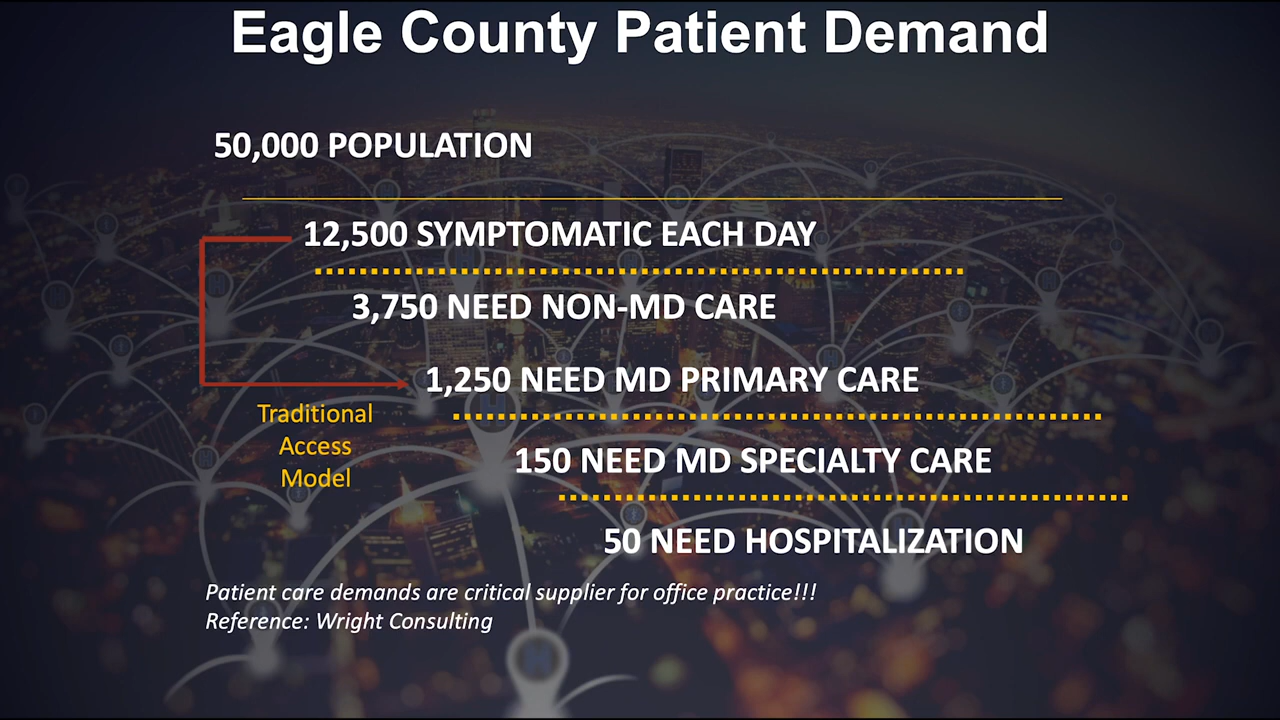 Eagle County Patient Demand
50,000 POPULATION
12,500 SYMPTOMATIC EACH DAY
3,750 NEED NON-MD CARE
1,250 NEED MD PRIMARY CARE
Traditional
Access
Model
150 NEED MD SPECIALTY CARE
50 NEED HOSPITALIZATION
Patient care demands are critical supplier for office practice!!!
Reference: Wright Consulting